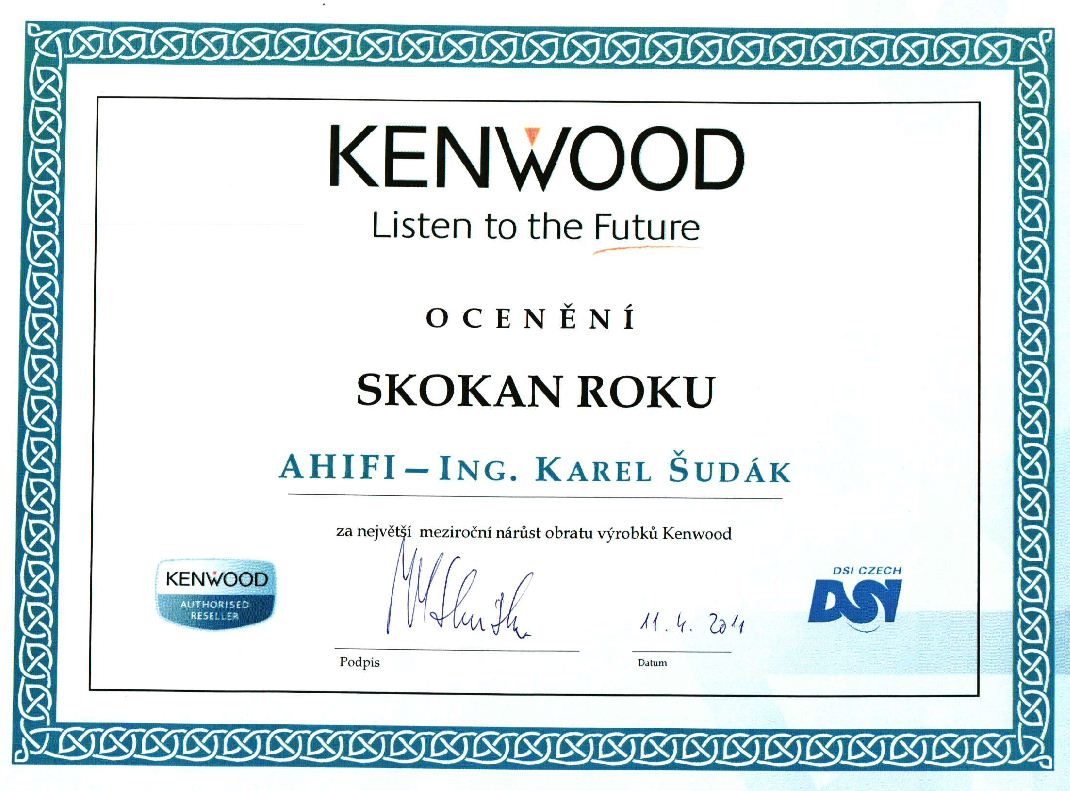 KENWOOD
Listen to the Future
OCENĚNÍ
SKOKAN ROKU
AHIFI – ING. KAREL ŠUDÁK
za největší meziroční nárůst obratu výrobků Kenwood
KENWOOD
AUTHORISED
RESELLER
DSI CZECH
DSI
11. 4. 2011
Podpis
Datum